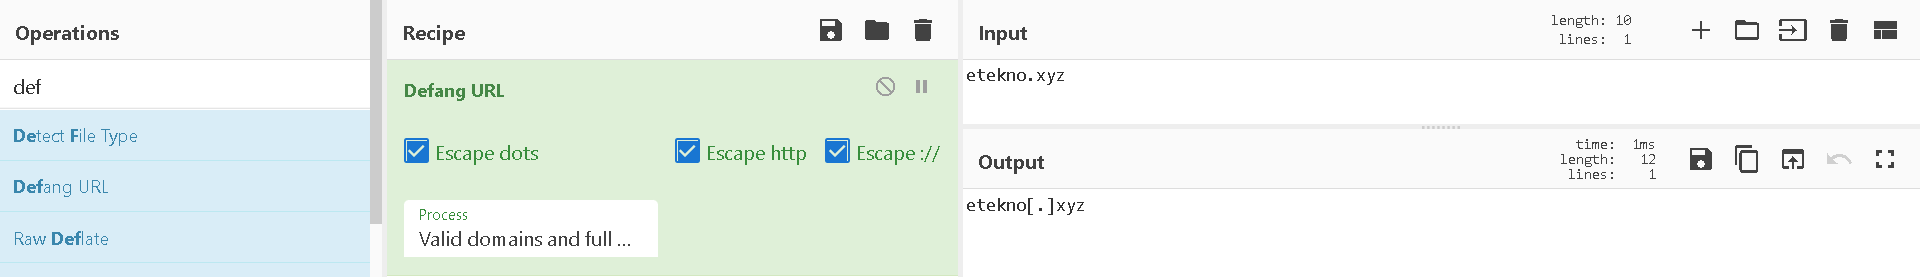 Operations
def
Detect File Type
Defang URL
Raw Deflate
Recipe
Defang URL
Escape dots
Escape http
Escape ://
Process
Valid domains and full ...
Input
length: 10
lines: 1
etekno.xyz
Output
time: 1ms
length: 12
lines: 1
etekno[.]xyz